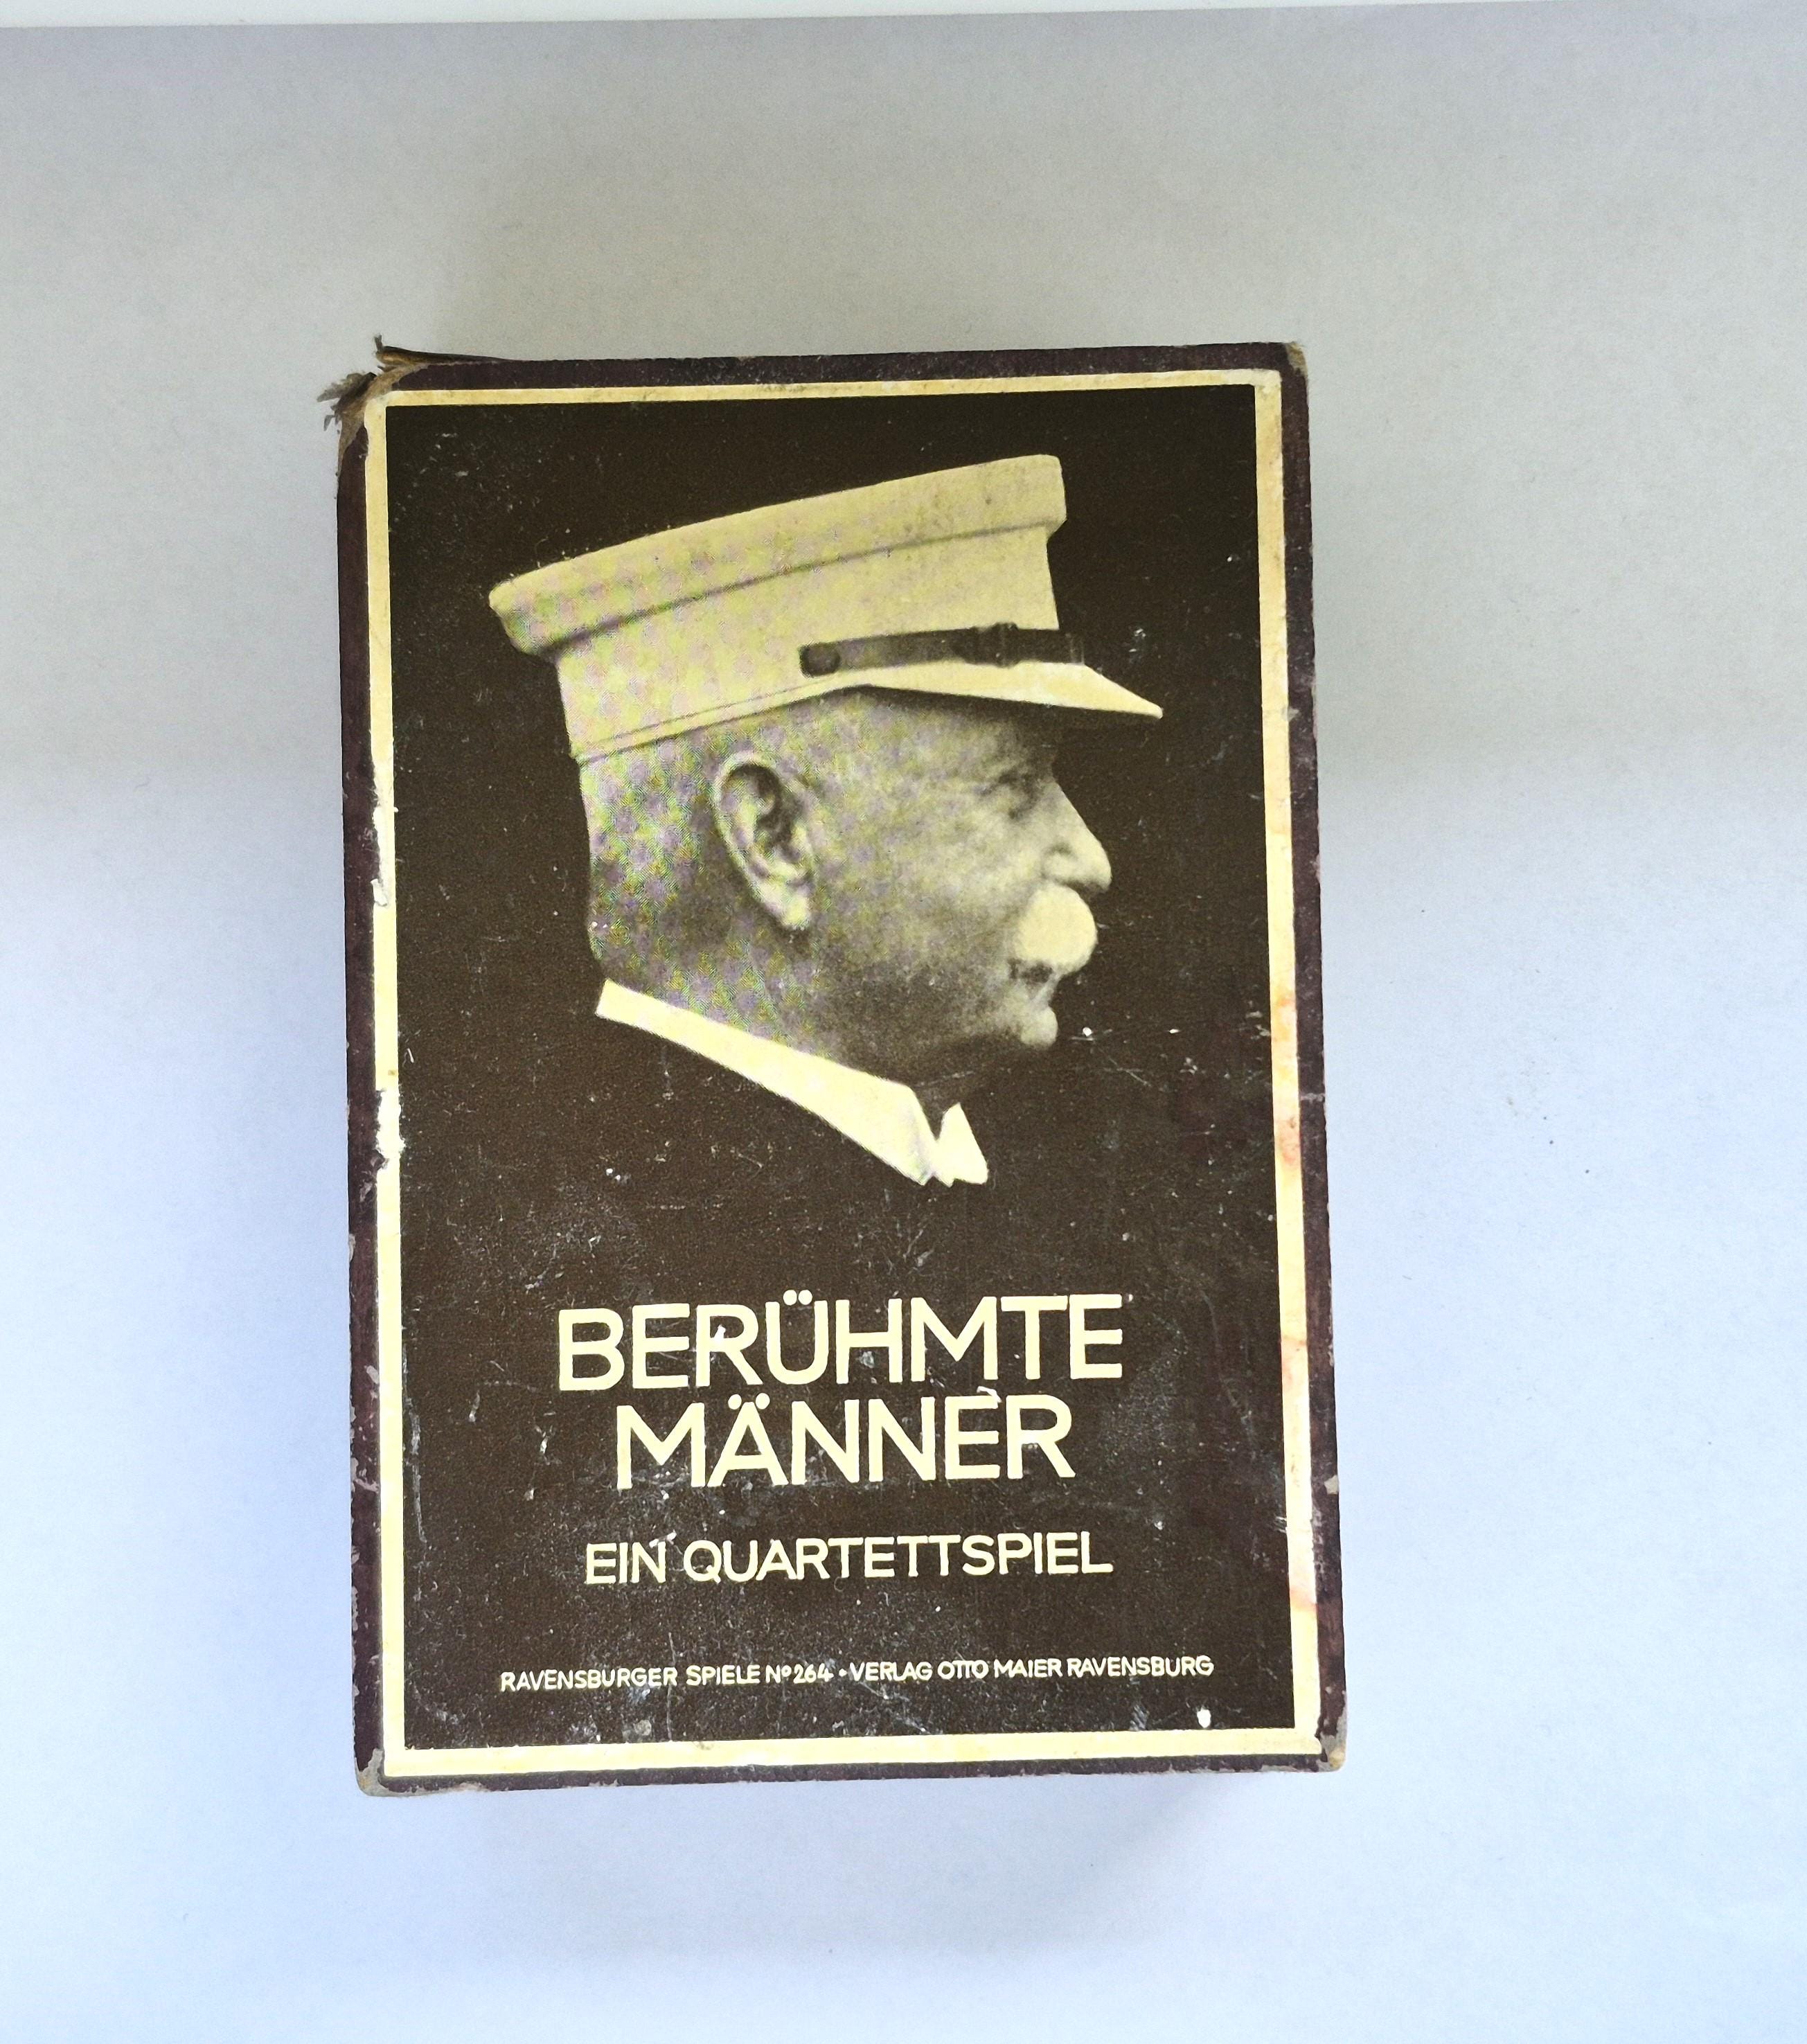 BERÜHMTE
MÄNNER
EIN QUARTETTSPIEL
RAVENSBURGER SPIELE Nº 264 • VERLAG OTTO MAIER RAVENSBURG